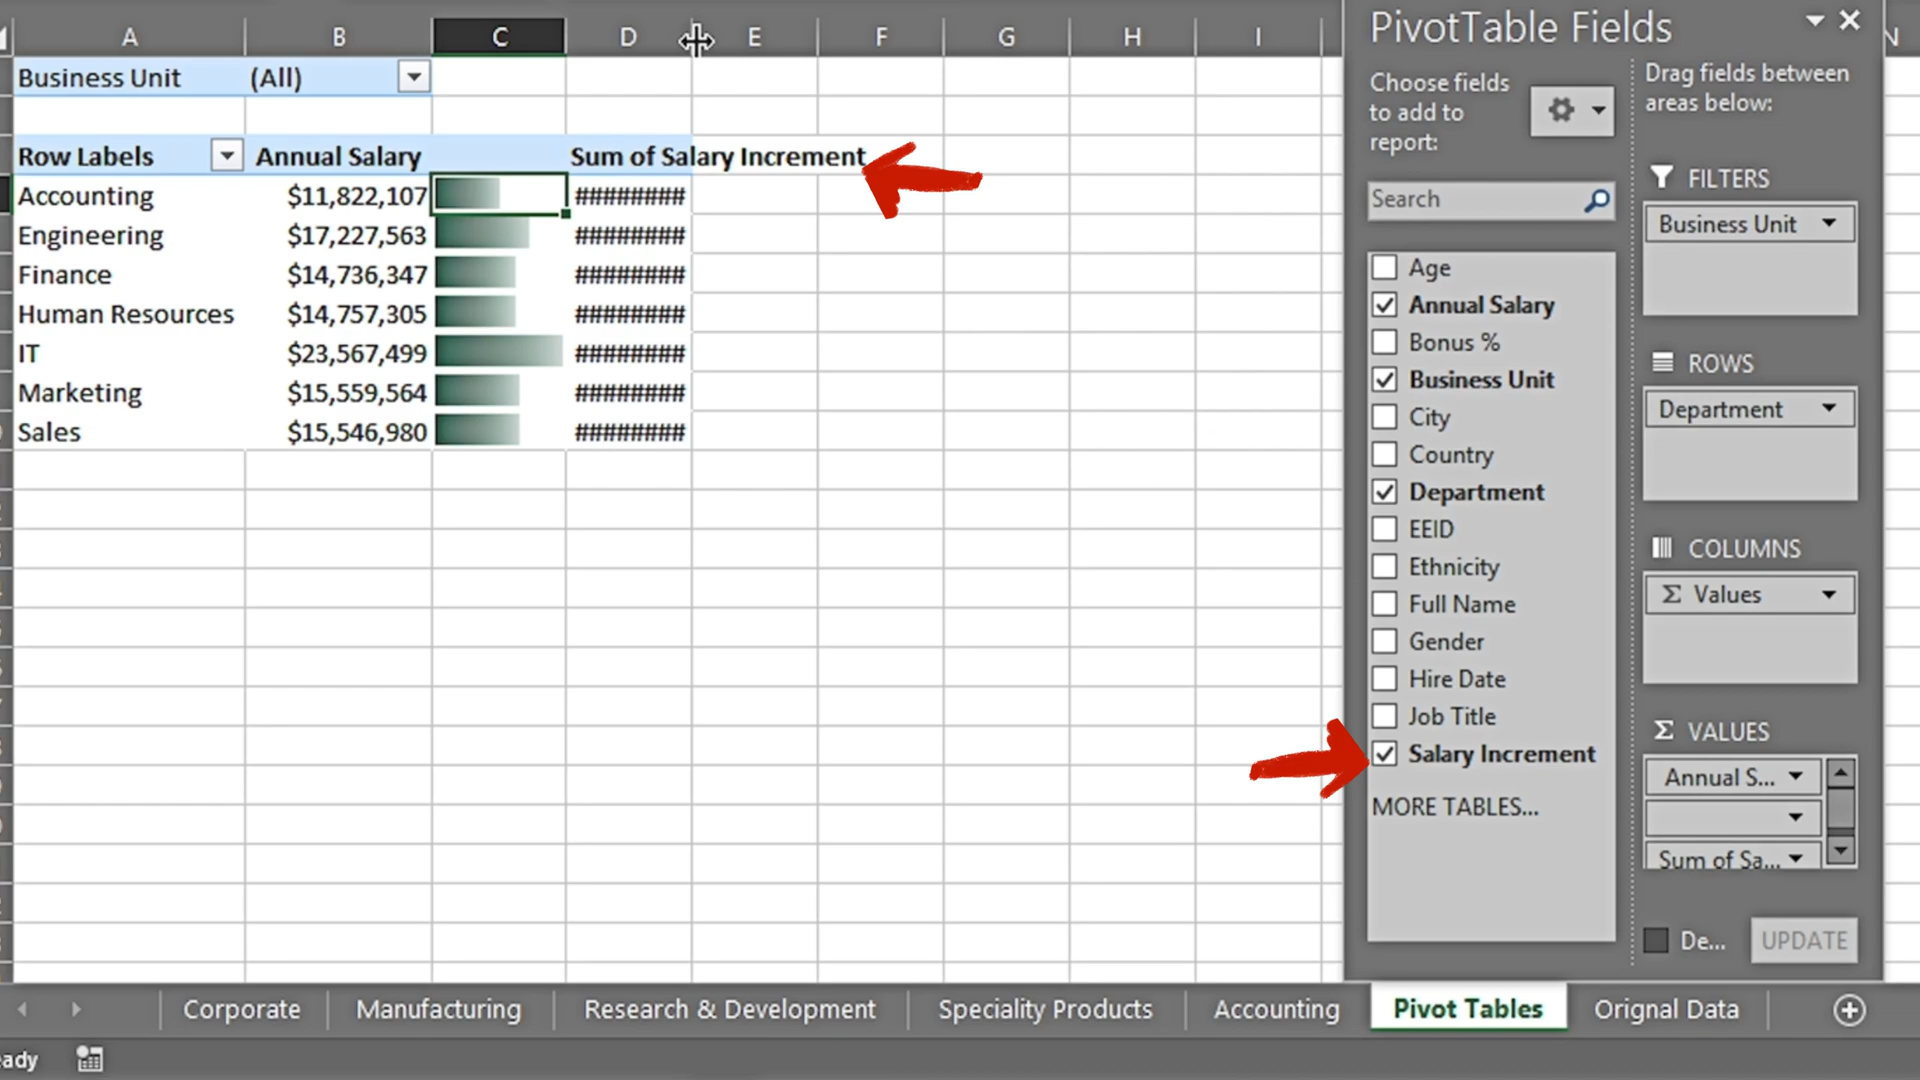 A B C D E F G H I N
Business Unit (All)
Row Labels Annual Salary Sum of Salary Increment
Accounting $11,822,107 ########
Engineering $17,227,563 ########
Finance $14,736,347 ########
Human Resources $14,757,305 ########
IT $23,567,499 ########
Marketing $15,559,564 ########
Sales $15,546,980 ########
PivotTable Fields
Choose fields
to add to
report:
Search
Age
Annual Salary
Bonus %
Business Unit
City
Country
Department
EEID
Ethnicity
Full Name
Gender
Hire Date
Job Title
Salary Increment
MORE TABLES...
Drag fields between
areas below:
FILTERS
Business Unit
ROWS
Department
COLUMNS
Σ Values
Σ VALUES
Annual S...
Sum of Sa...
De... UPDATE
Corporate Manufacturing Research & Development Speciality Products Accounting Pivot Tables Orignal Data
eady